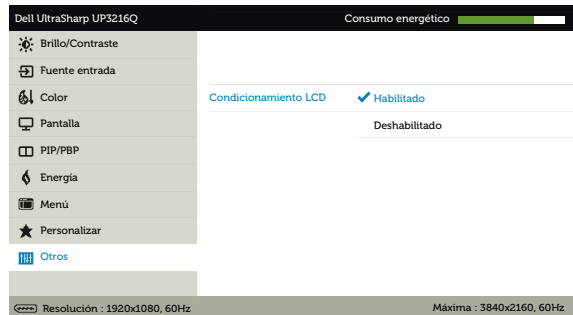 Dell UltraSharp UP3216Q Consumo energético
Brillo/Contraste
Fuente entrada
Color Condicionamiento LCD Habilitado
Pantalla Deshabilitado
PIP/PBP
Energía
Menú
Personalizar
Otros
Resolución : 1920x1080, 60Hz Máxima : 3840x2160, 60Hz